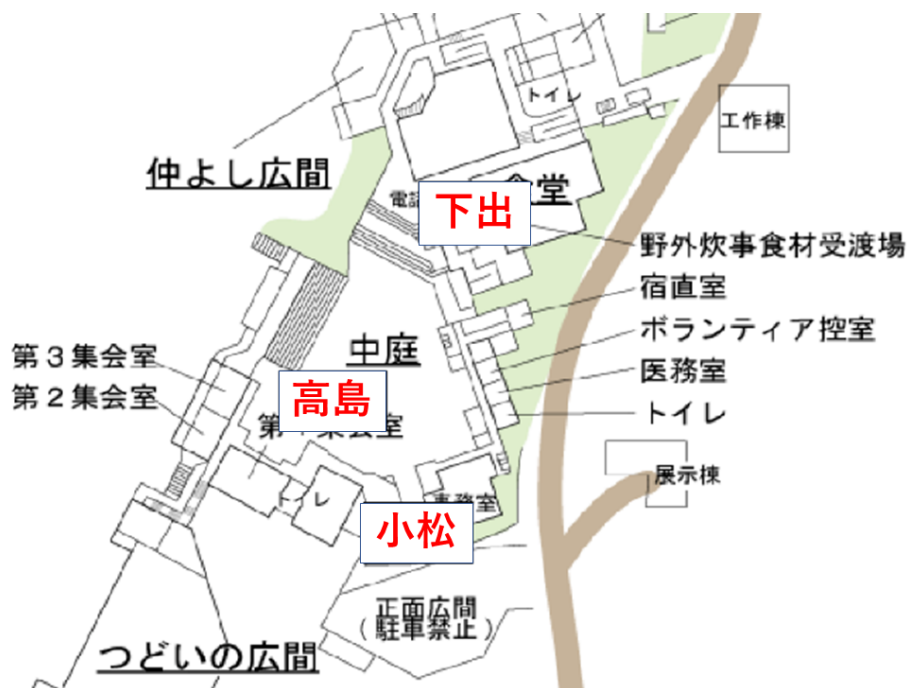 トイレ
工作棟
仲よし広間
電話
下出
食堂
野外炊事食材受渡場
宿直室
ボランティア控室
中庭
医務室
第３集会室
第２集会室
高島
第１集会室
トイレ
展示棟
トイレ
事務室
小松
正面広間
（駐車禁止）
つどいの広間